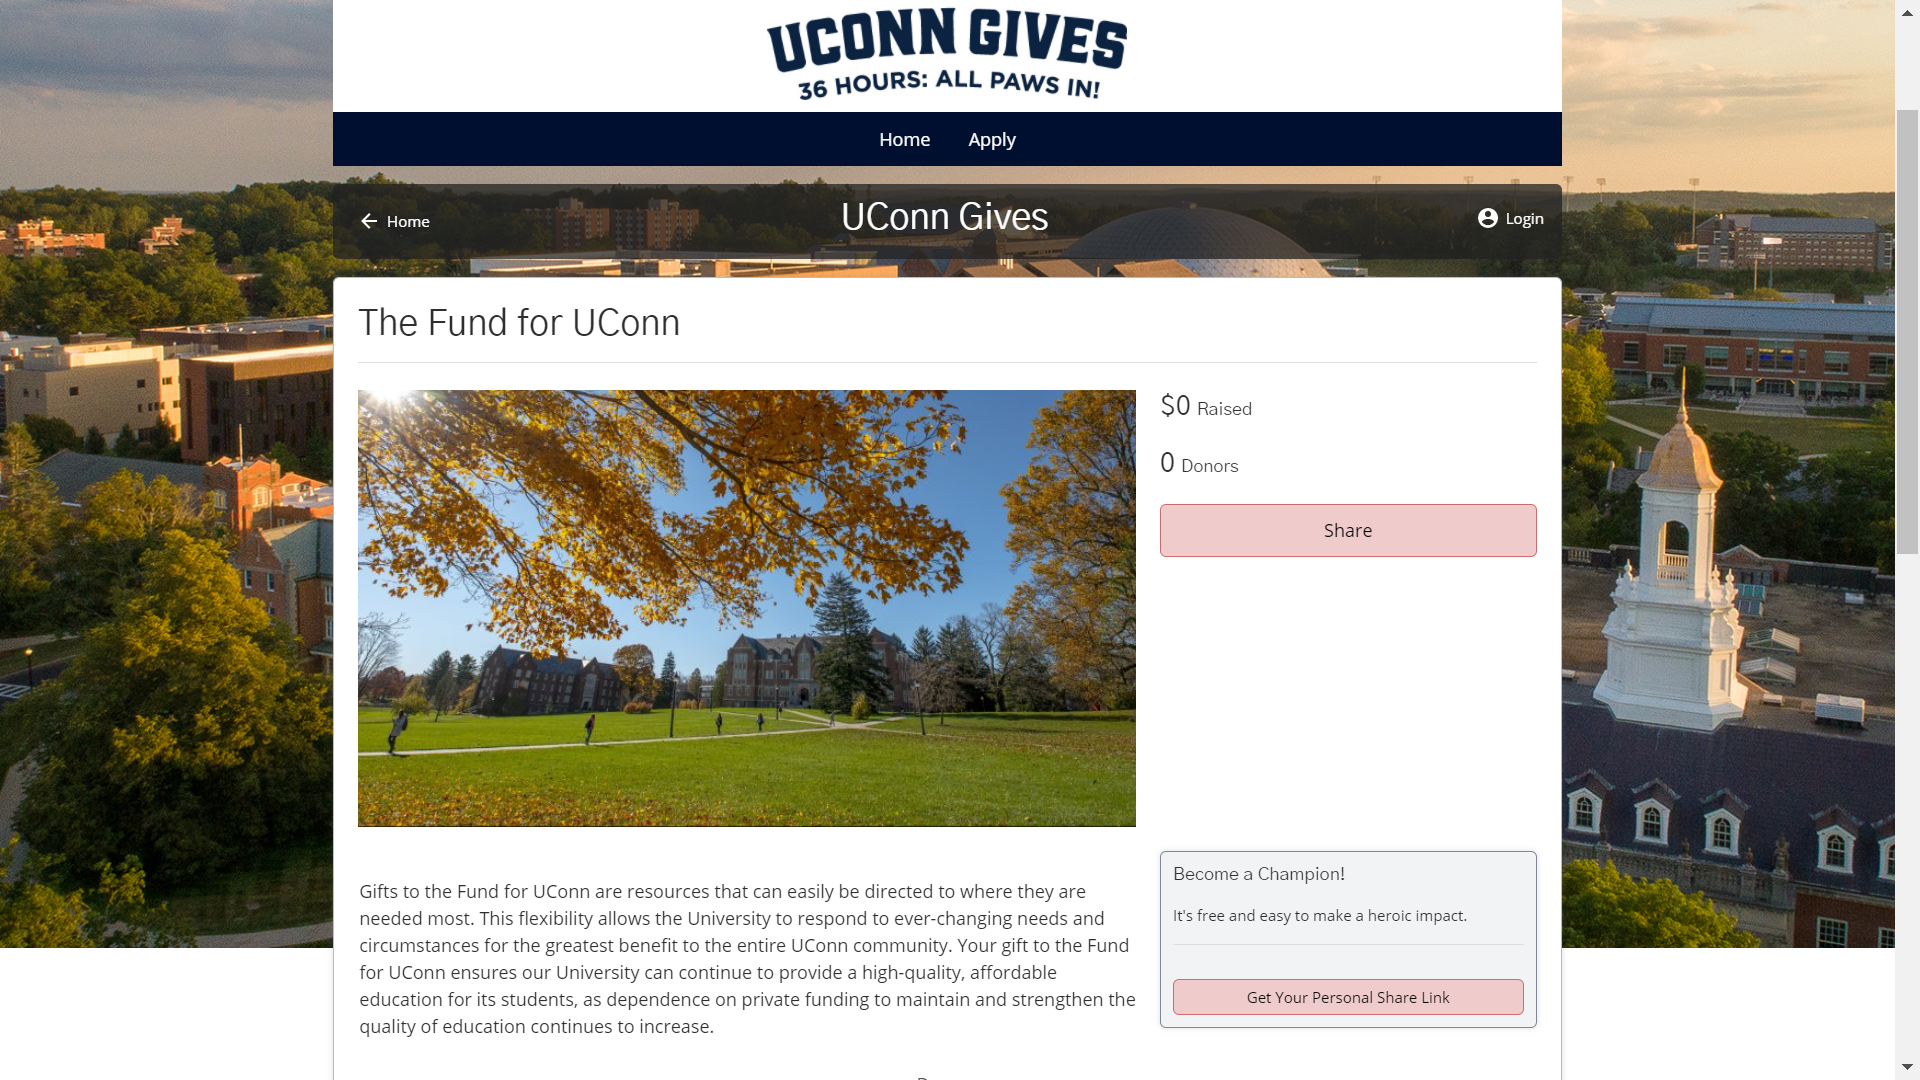 UCONN GIVES
36 HOURS: ALL PAWS IN!
Home
Apply
Home
UConn Gives
Login
The Fund for UConn
$0 Raised
0 Donors
Share
Gifts to the Fund for UConn are resources that can easily be directed to where they are
needed most. This flexibility allows the University to respond to ever-changing needs and
circumstances for the greatest benefit to the entire UConn community. Your gift to the Fund
for UConn ensures our University can continue to provide a high-quality, affordable
education for its students, as dependence on private funding to maintain and strengthen the
quality of education continues to increase.
Become a Champion!
It's free and easy to make a heroic impact.
Get Your Personal Share Link